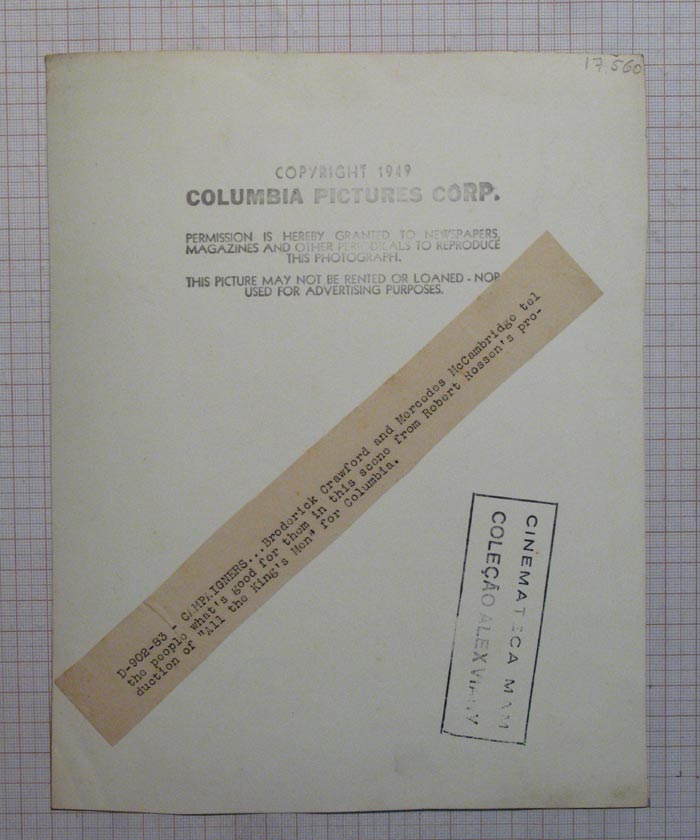 17.560
COPYRIGHT 1949
COLUMBIA PICTURES CORP.
PERMISSION IS HEREBY GRANTED TO NEWSPAPERS,
MAGAZINES AND OTHER PERIODICALS TO REPRODUCE
THIS PHOTOGRAPH.
THIS PICTURE MAY NOT BE RENTED OR LOANED - NOR
USED FOR ADVERTISING PURPOSES.
D-902-83 - CAMPAIGNERS...Broderick Crawford and Mercedes McCambridge tel
the people what's good for them in this scene from Robert Rossen's pro-
duction of "All the King's Men" for Columbia.
CINEMATECA MAM
COLEÇÃO ALEX VIANY